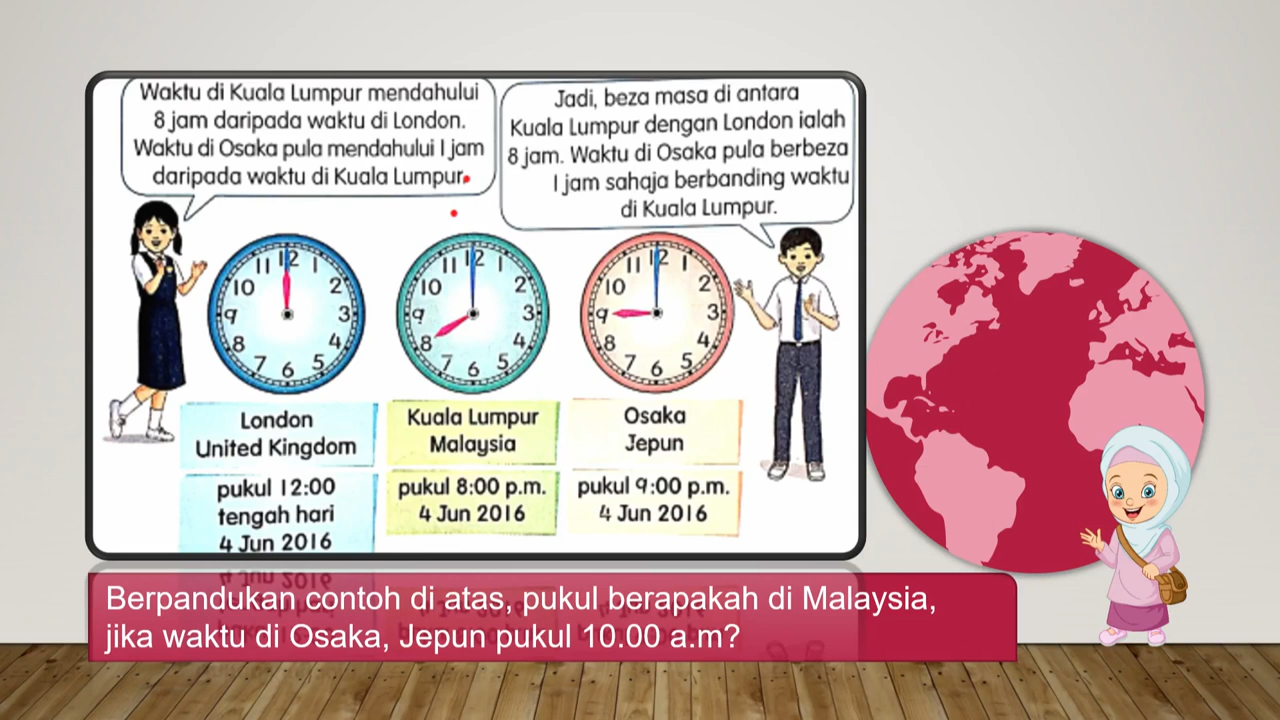 Waktu di Kuala Lumpur mendahului
8 jam daripada waktu di London.
Waktu di Osaka pula mendahului 1 jam
daripada waktu di Kuala Lumpur.
Jadi, beza masa di antara
Kuala Lumpur dengan London ialah
8 jam. Waktu di Osaka pula berbeza
1 jam sahaja berbanding waktu
di Kuala Lumpur.
12 1 2 3 4 5 6 7 8 9 10 11
12 1 2 3 4 5 6 7 8 9 10 11
12 1 2 3 4 5 6 7 8 9 10 11
London
United Kingdom
Kuala Lumpur
Malaysia
Osaka
Jepun
pukul 12:00
tengah hari
4 Jun 2016
pukul 8:00 p.m.
4 Jun 2016
pukul 9:00 p.m.
4 Jun 2016
Berpandukan contoh di atas, pukul berapakah di Malaysia,
jika waktu di Osaka, Jepun pukul 10.00 a.m?